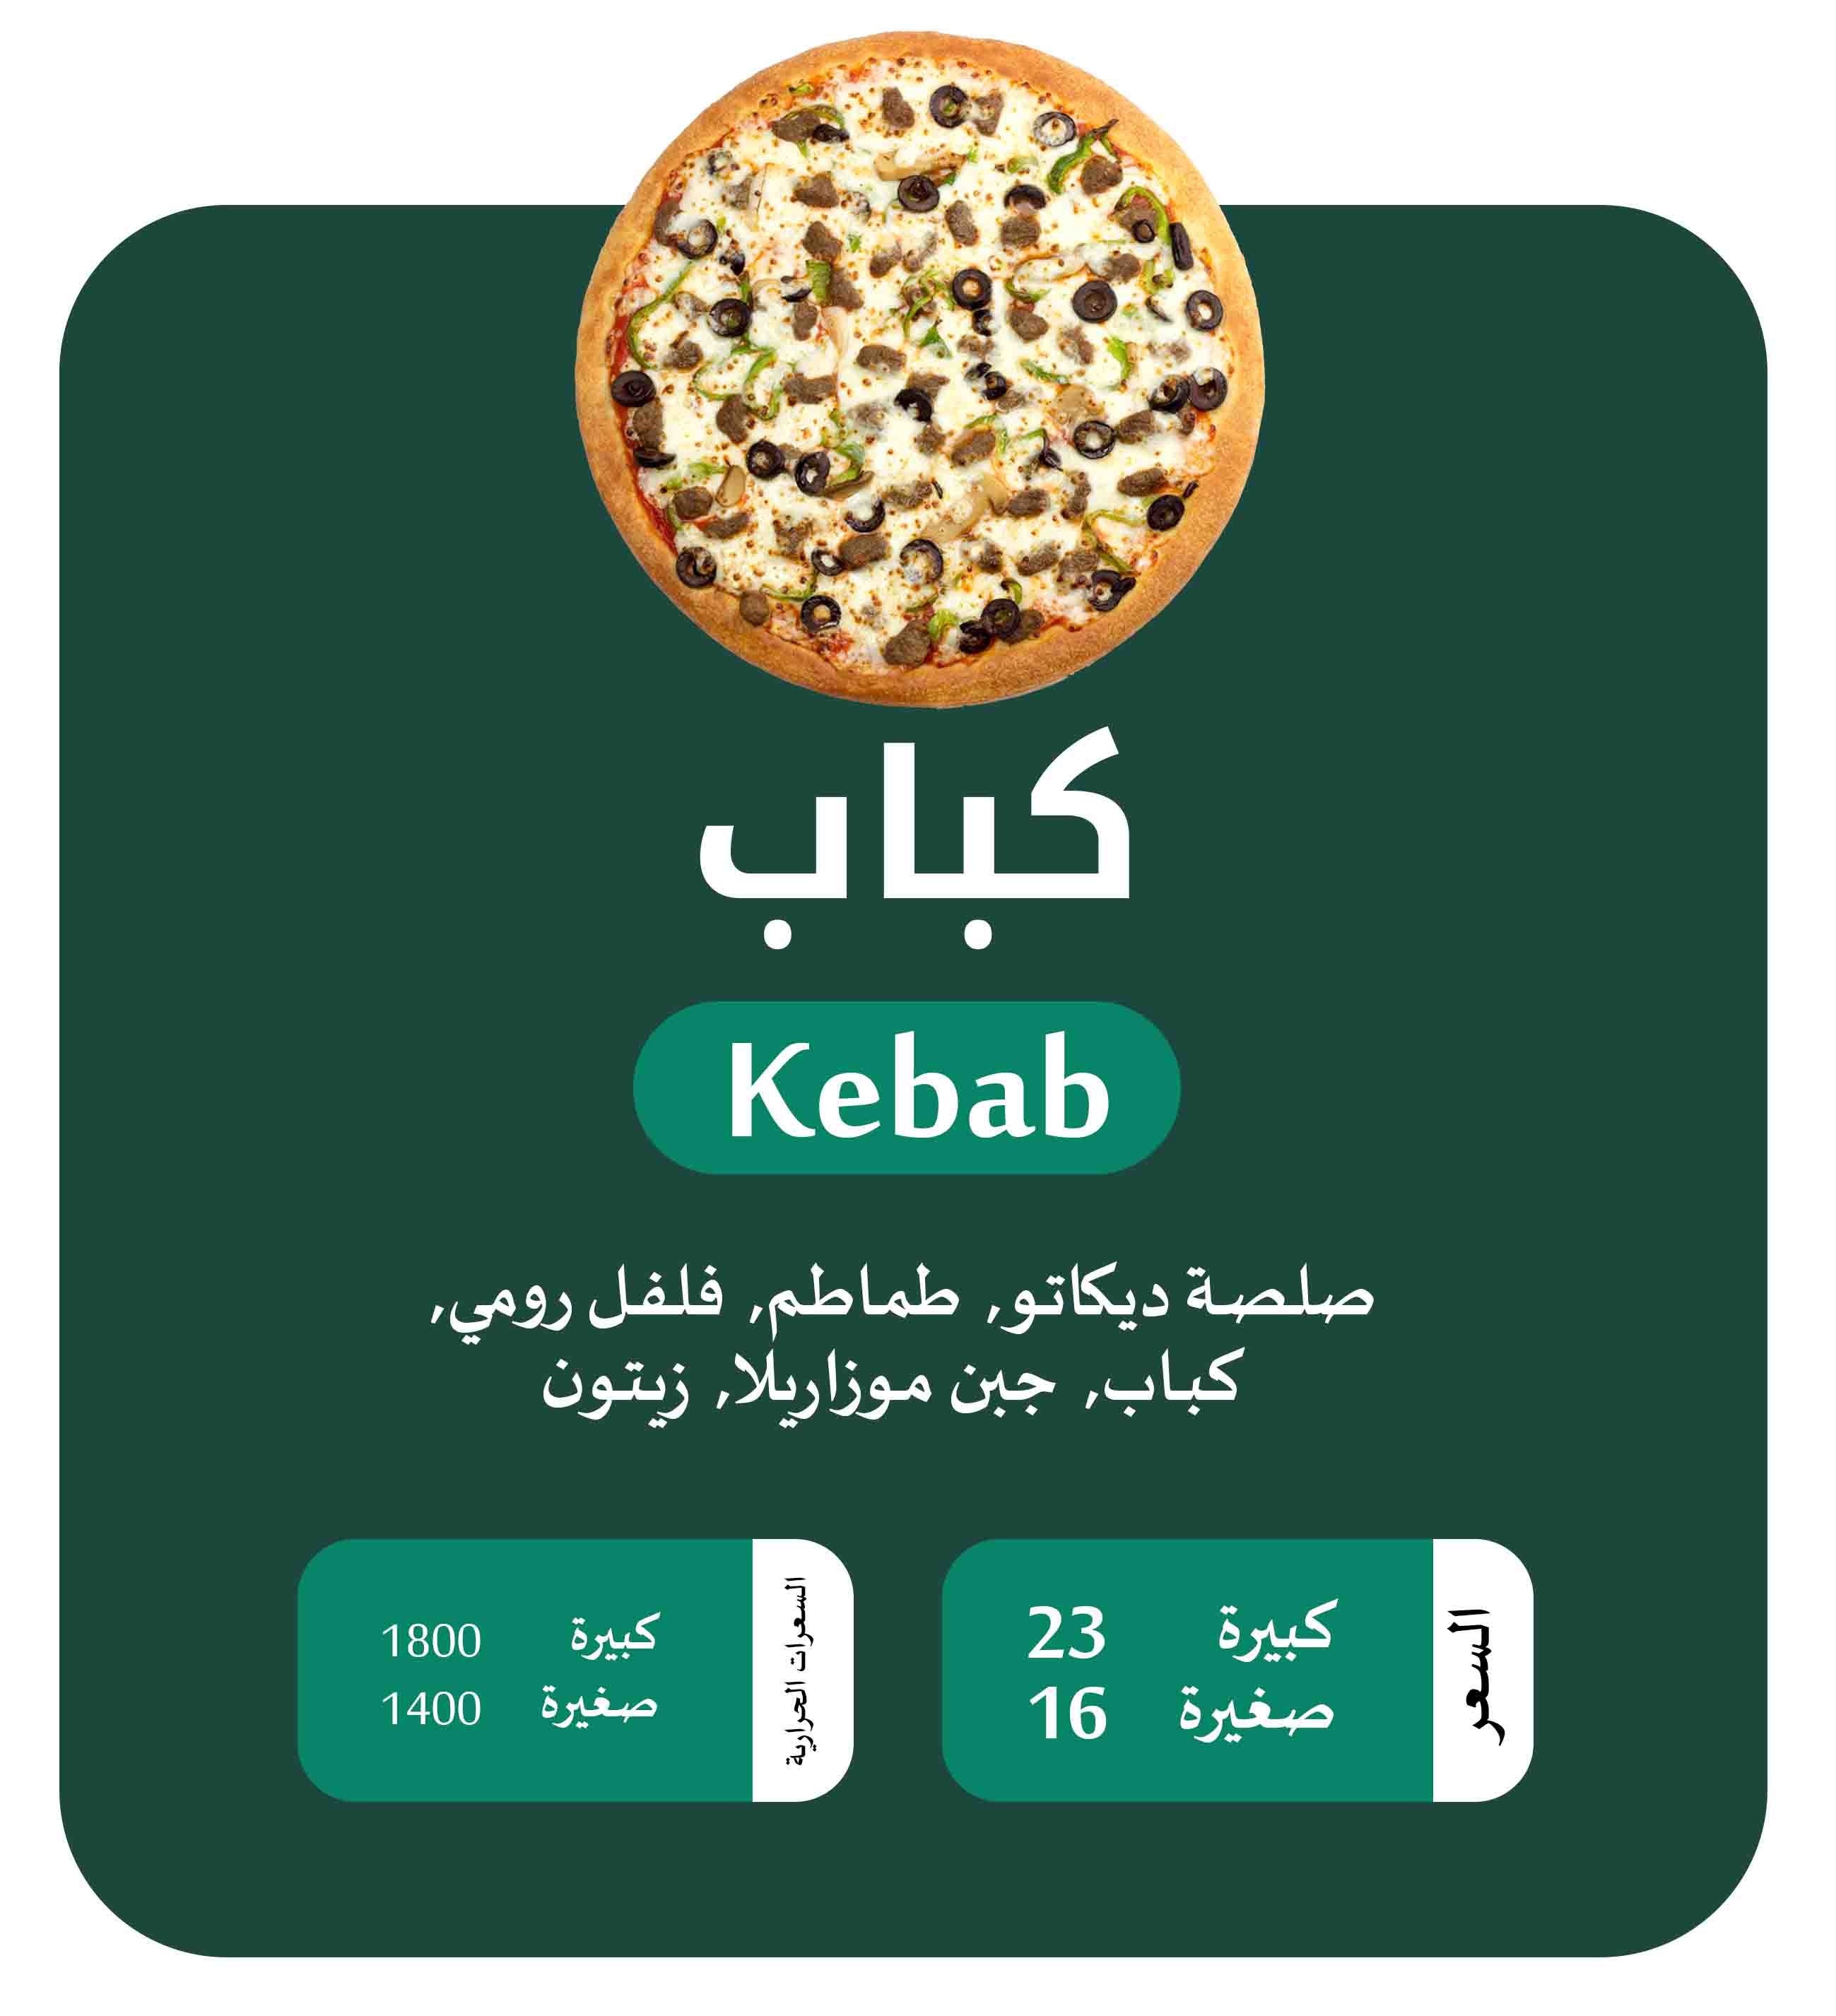 كباب
Kebab
صلصة ديكاتو, طماطم, فلفل رومي,
كباب, جبن موزاريلا, زيتون
السعر
كبيرة 23
صغيرة 16
السعرات الحرارية
كبيرة 1800
صغيرة 1400